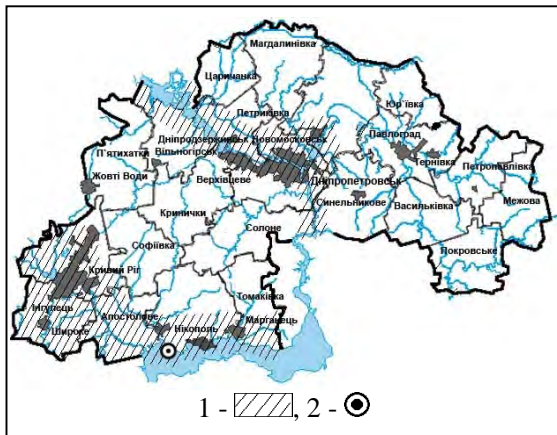 Магдалинівка
Царичанка
Юр'ївка
Петриківка
Павлоград
Дніпродзержинськ Новомосковськ
П'ятихатки
Вільногірськ
Тернівка
Петропавлівка
Верхівцеве
Дніпропетровськ
Жовті Води
Синельникове
Васильківка
Межова
Кринички
Солоне
Софіївка
Покровське
Кривий Ріг
Томаківка
Інгулець
Апостолове
Марганець
Нікополь
Широке
1 - , 2 -